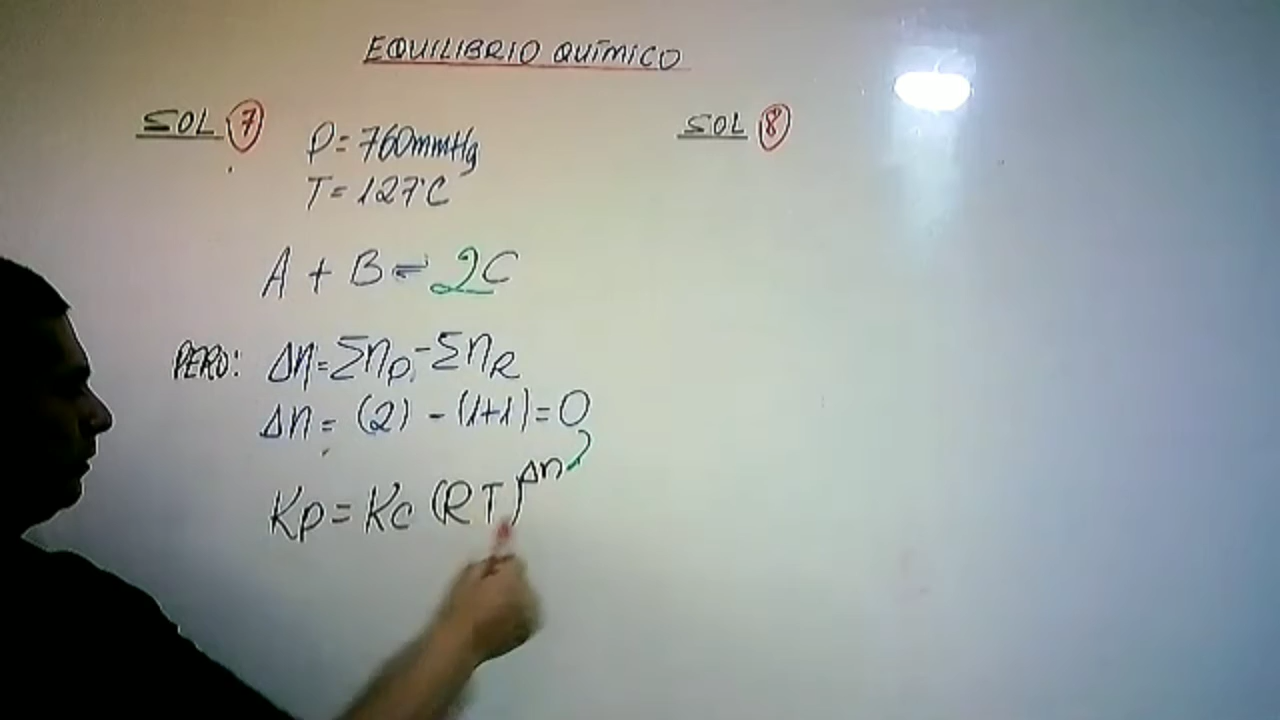 EQUILIBRIO QUÍMICO
SOL 7
P = 760mmHg
T = 127°C
A + B ⇌ 2C
PERO: Δn = Σnp - ΣnR
Δn = (2) - (1+1) = 0
Kp = Kc (RT)^Δn
SOL 8